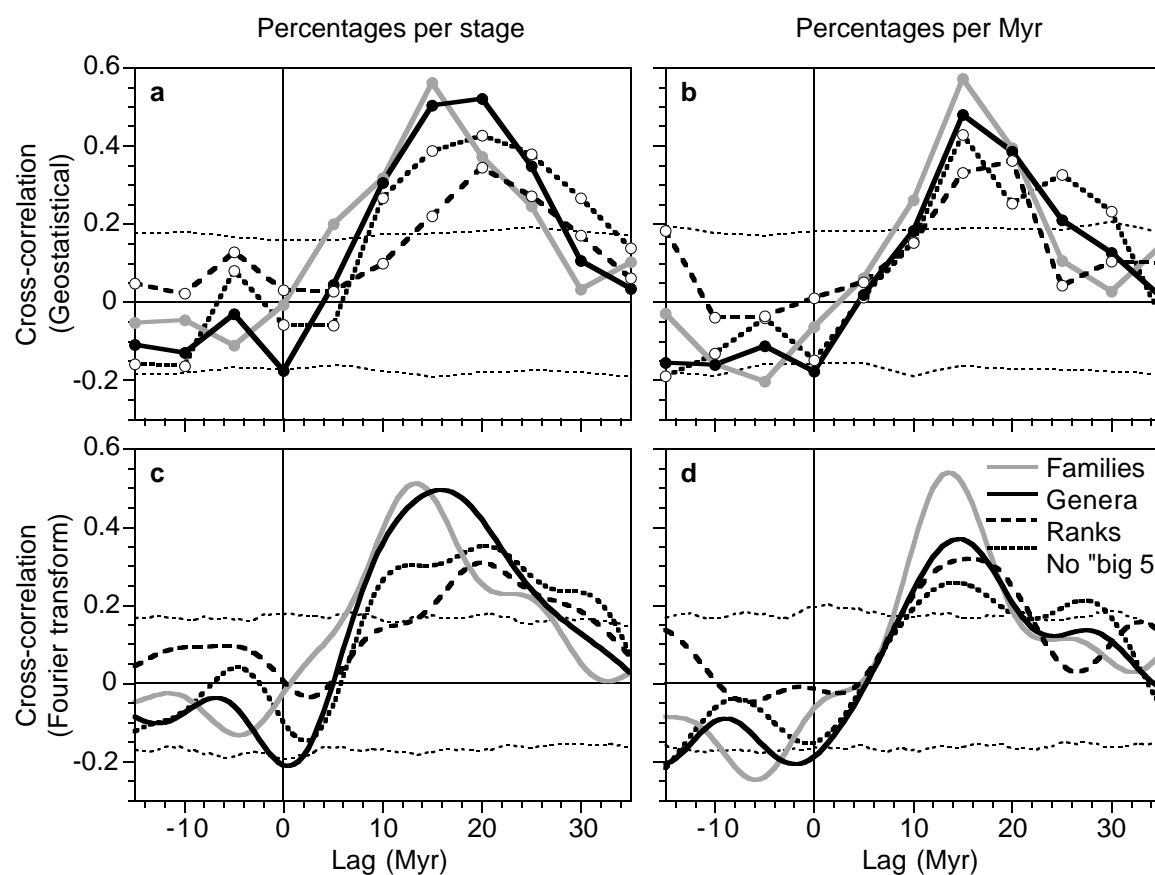 Percentages per stage
Percentages per Myr
Cross-correlation
(Geostatistical)
0.6
0.4
0.2
0
-0.2
a
b
Cross-correlation
(Fourier transform)
0.6
0.4
0.2
0
-0.2
c
d
Families
Genera
Ranks
No "big 5
-10
0
10
20
30
-10
0
10
20
30
Lag (Myr)
Lag (Myr)